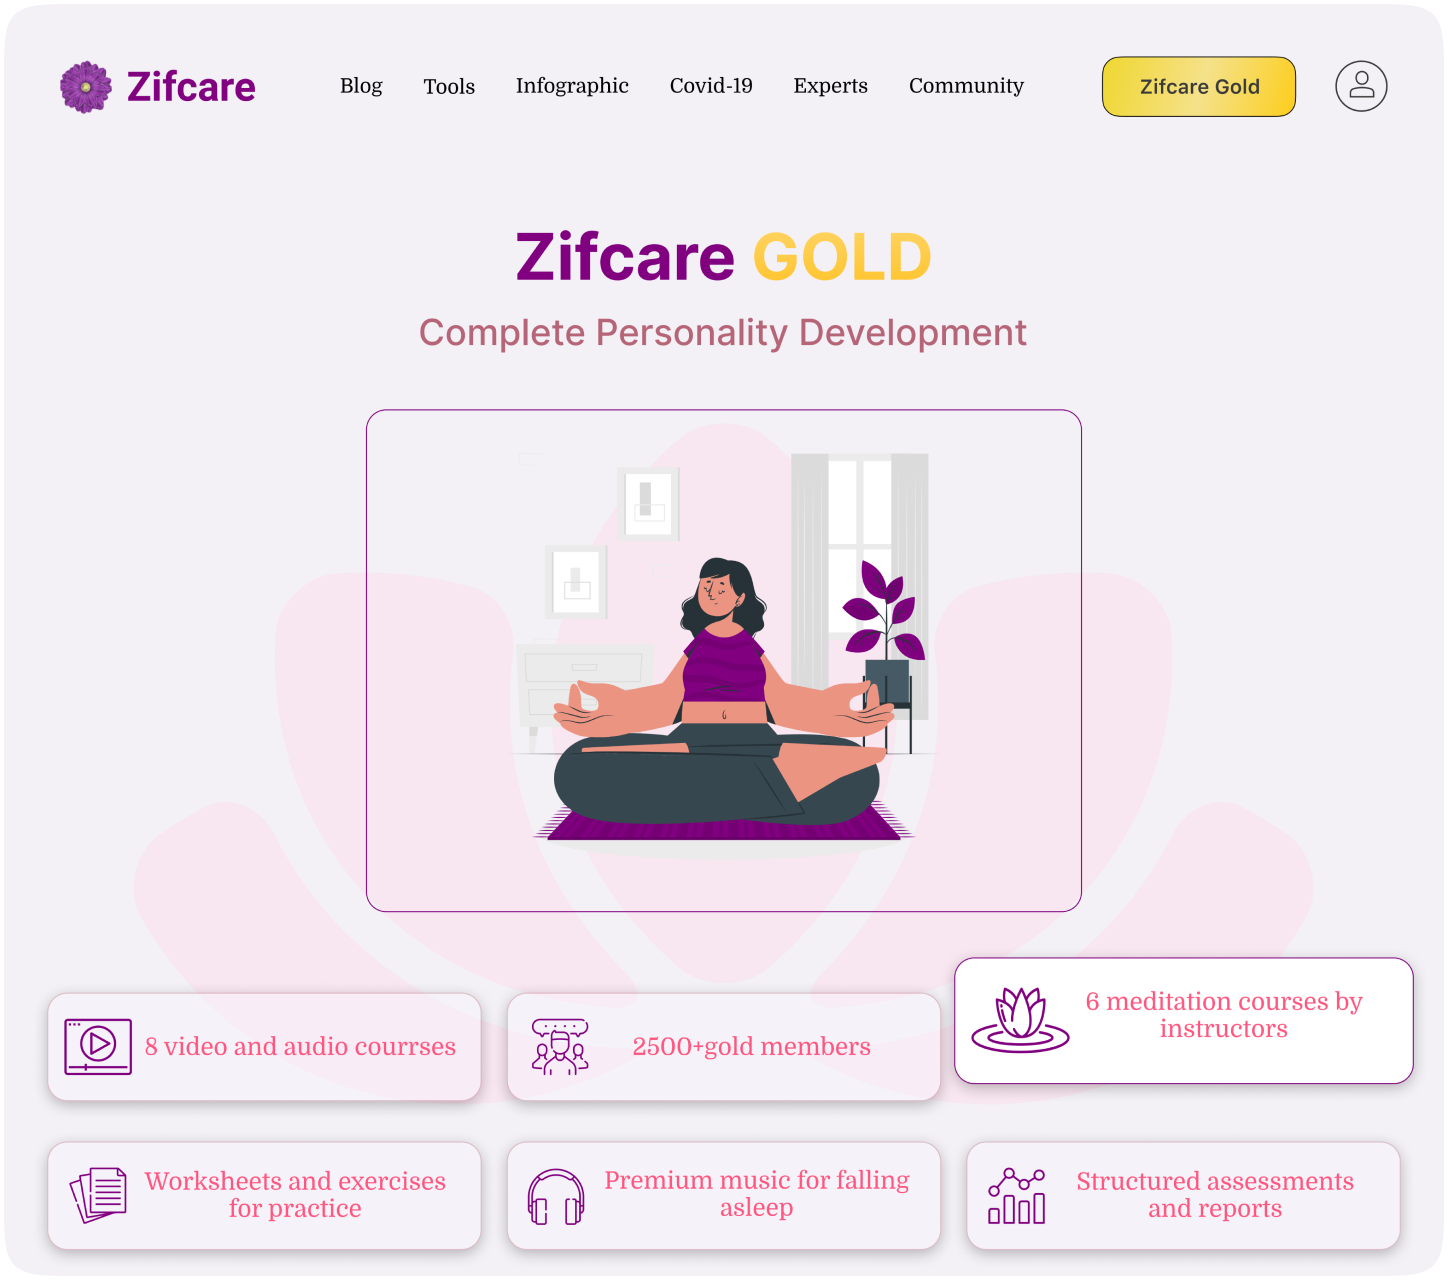 Zifcare
Blog
Tools
Infographic
Covid-19
Experts
Community
Zifcare Gold
Zifcare GOLD
Complete Personality Development
8 video and audio courrses
2500+gold members
6 meditation courses by
instructors
Worksheets and exercises
for practice
Premium music for falling
asleep
Structured assessments
and reports